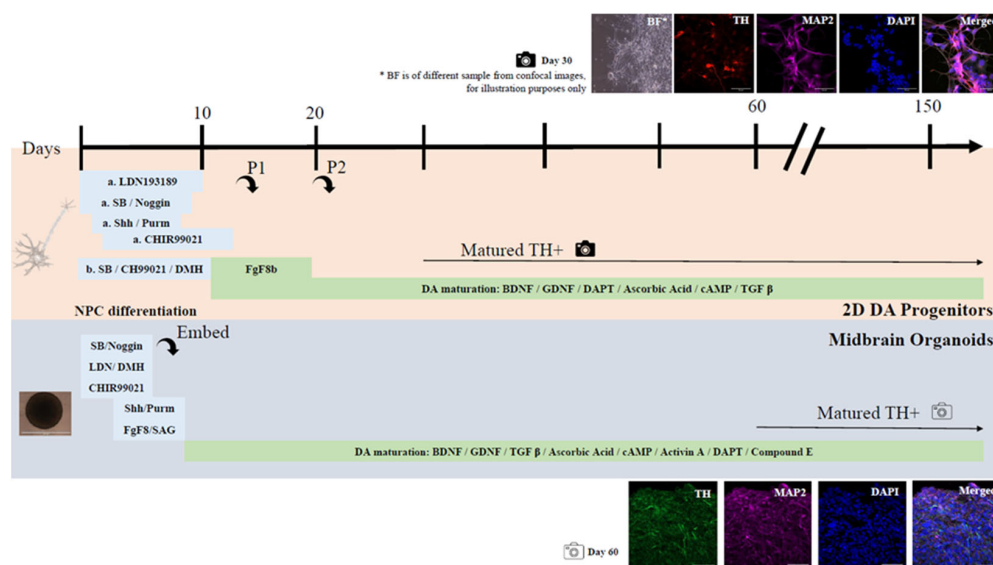 BF*
TH
MAP2
DAPI
Merged
Day 30
* BF is of different sample from confocal images,
for illustration purposes only
10
20
60
150
Days
P1
P2
a. LDN193189
a. SB / Noggin
a. Shh / Purm
a. CHIR99021
Matured TH+
b. SB / CH99021 / DMH
FgF8b
DA maturation: BDNF / GDNF / DAPT / Ascorbic Acid / cAMP / TGF β
NPC differentiation
2D DA Progenitors
Midbrain Organoids
Embed
SB/Noggin
LDN/ DMH
CHIR99021
Shh/Purm
FgF8/SAG
Matured TH+
DA maturation: BDNF / GDNF / TGF β / Ascorbic Acid / cAMP / Activin A / DAPT / Compound E
TH
MAP2
DAPI
Merged
Day 60